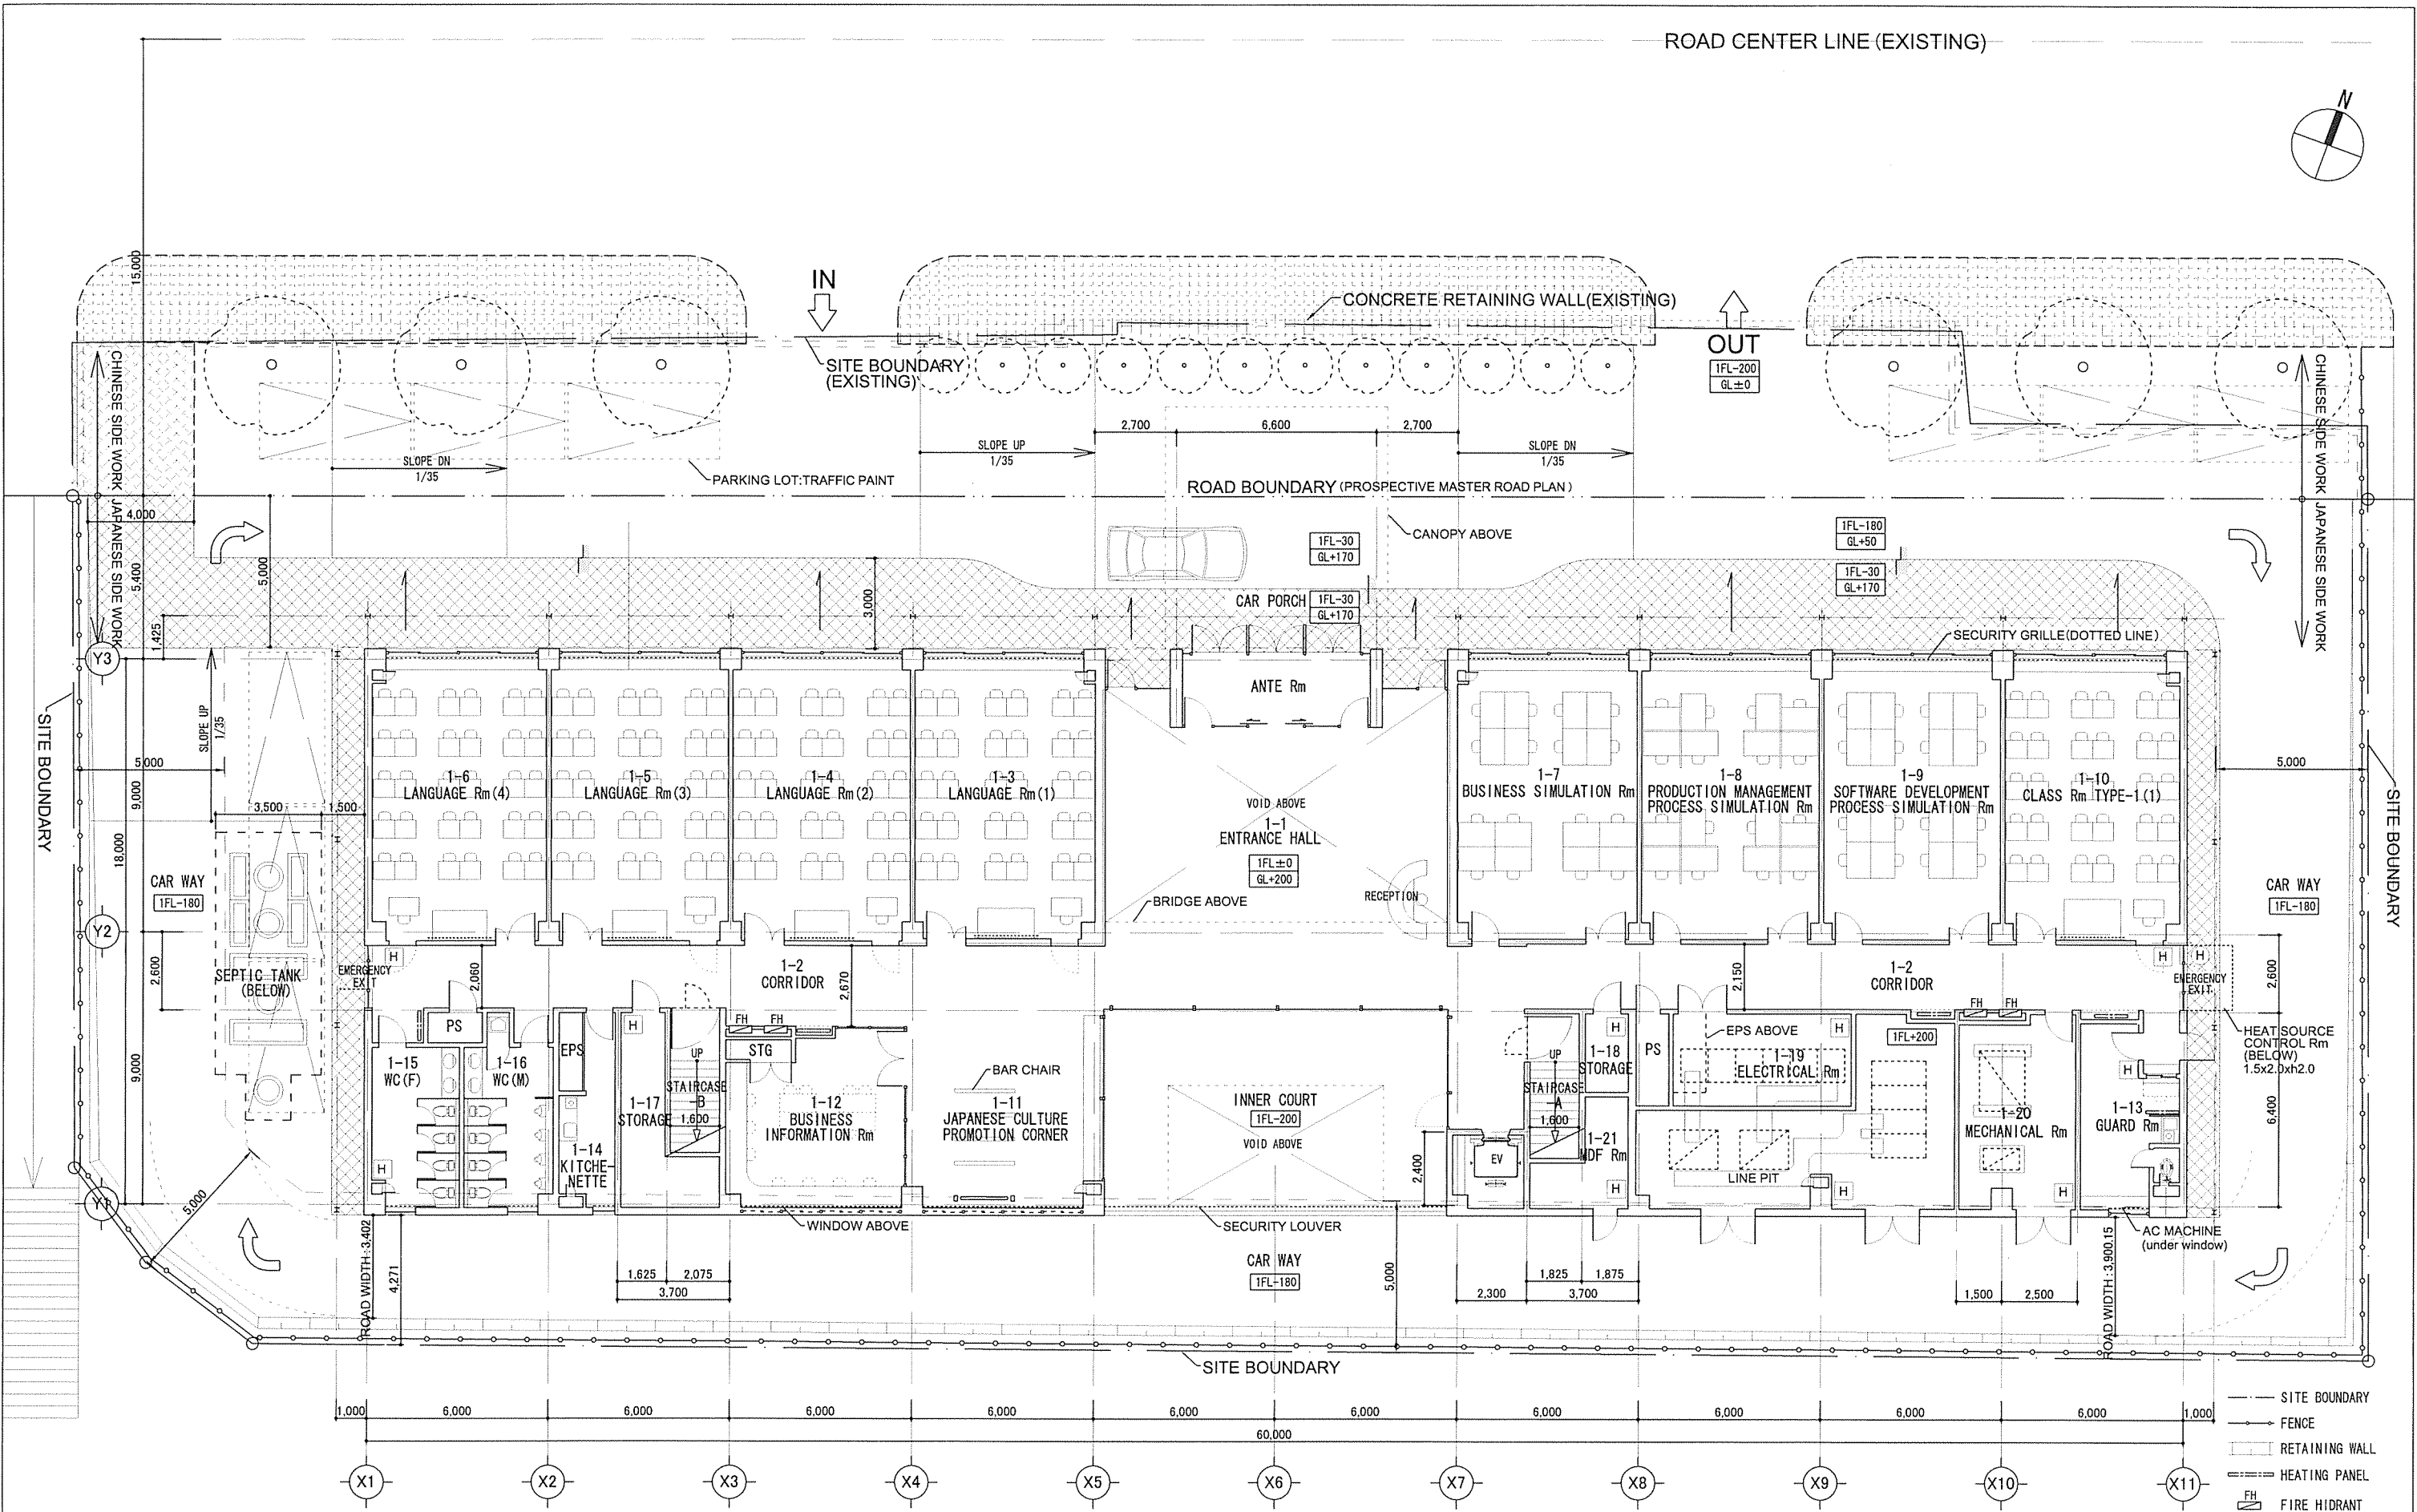 ROAD CENTER LINE (EXISTING)
N
15,000
IN
CONCRETE RETAINING WALL(EXISTING)
OUT
1FL-200
GL±0
SITE BOUNDARY
(EXISTING)
CHINESE SIDE WORK
JAPANESE SIDE WORK
CHINESE SIDE WORK
JAPANESE SIDE WORK
2,700
6,600
2,700
SLOPE UP
1/35
SLOPE DN
1/35
SLOPE DN
1/35
PARKING LOT:TRAFFIC PAINT
ROAD BOUNDARY (PROSPECTIVE MASTER ROAD PLAN)
4,000
5,400
5,000
3,000
1,425
CANOPY ABOVE
1FL-30
GL+170
1FL-180
GL+50
1FL-30
GL+170
CAR PORCH
1FL-30
GL+170
SECURITY GRILLE(DOTTED LINE)
Y3
ANTE Rm
SITE BOUNDARY
SLOPE UP
1/35
5,000
9,000
18,000
3,500
1,500
1-6
LANGUAGE Rm(4)
1-5
LANGUAGE Rm(3)
1-4
LANGUAGE Rm(2)
1-3
LANGUAGE Rm(1)
VOID ABOVE
1-1
ENTRANCE HALL
1FL±0
GL+200
1-7
BUSINESS SIMULATION Rm
1-8
PRODUCTION MANAGEMENT
PROCESS SIMULATION Rm
1-9
SOFTWARE DEVELOPMENT
PROCESS SIMULATION Rm
1-10
CLASS Rm TYPE-1(1)
5,000
SITE BOUNDARY
CAR WAY
1FL-180
BRIDGE ABOVE
RECEPTION
CAR WAY
1FL-180
Y2
2,600
SEPTIC TANK
(BELOW)
EMERGENCY
EXIT
H
2,060
1-2
CORRIDOR
2,670
2,150
1-2
CORRIDOR
H
H
EMERGENCY
EXIT
2,600
HEAT SOURCE
CONTROL Rm
(BELOW)
1.5x2.0xh2.0
9,000
PS
1-15
WC(F)
1-16
WC(M)
H
EPS
1-14
KITCHE-
NETTE
H
1-17
STORAGE
UP
STAIRCASE
-B
1,600
FH
FH
STG
1-12
BUSINESS
INFORMATION Rm
BAR CHAIR
1-11
JAPANESE CULTURE
PROMOTION CORNER
INNER COURT
1FL-200
VOID ABOVE
2,400
EV
UP
STAIRCASE
-A
1,600
H
1-18
STORAGE
1-21
MDF Rm
H
PS
EPS ABOVE
H
1-19
ELECTRICAL Rm
LINE PIT
H
1FL+200
FH
FH
1-20
MECHANICAL Rm
H
H
1-13
GUARD Rm
6,400
Y1
5,000
WINDOW ABOVE
SECURITY LOUVER
AC MACHINE
(under window)
ROAD WIDTH:3,402
4,271
1,625
2,075
3,700
CAR WAY
1FL-180
5,000
2,300
1,825
1,875
3,700
1,500
2,500
ROAD WIDTH:3,900.15
SITE BOUNDARY
1,000
6,000
6,000
6,000
6,000
6,000
6,000
6,000
6,000
6,000
6,000
1,000
60,000
X1
X2
X3
X4
X5
X6
X7
X8
X9
X10
X11
SITE BOUNDARY
FENCE
RETAINING WALL
HEATING PANEL
FH
FIRE HIDRANT